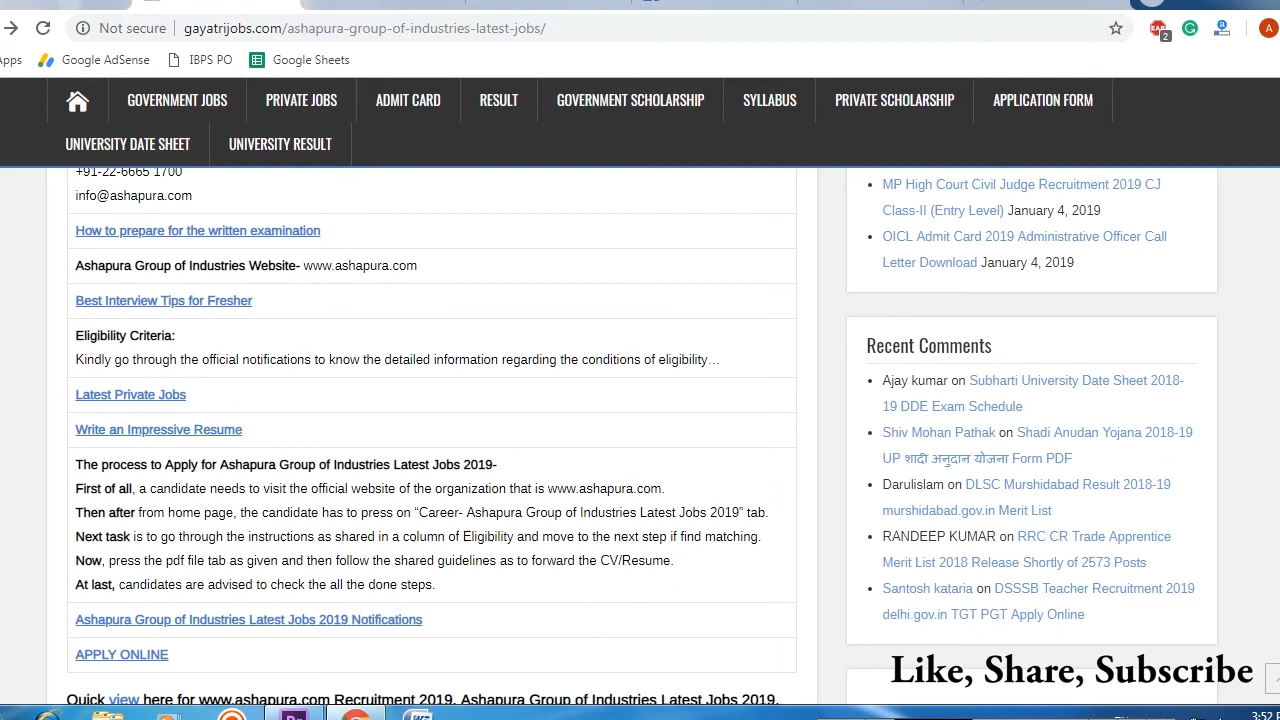 Not secure | gayatrijobs.com/ashapura-group-of-industries-latest-jobs/
2
A
Apps Google AdSense IBPS PO Google Sheets
GOVERNMENT JOBS PRIVATE JOBS ADMIT CARD RESULT GOVERNMENT SCHOLARSHIP SYLLABUS PRIVATE SCHOLARSHIP APPLICATION FORM
UNIVERSITY DATE SHEET UNIVERSITY RESULT
+91-22-6665 1700
info@ashapura.com
How to prepare for the written examination
Ashapura Group of Industries Website- www.ashapura.com
Best Interview Tips for Fresher
Eligibility Criteria:
Kindly go through the official notifications to know the detailed information regarding the conditions of eligibility…
Latest Private Jobs
Write an Impressive Resume
The process to Apply for Ashapura Group of Industries Latest Jobs 2019-
First of all, a candidate needs to visit the official website of the organization that is www.ashapura.com.
Then after from home page, the candidate has to press on “Career- Ashapura Group of Industries Latest Jobs 2019” tab.
Next task is to go through the instructions as shared in a column of Eligibility and move to the next step if find matching.
Now, press the pdf file tab as given and then follow the shared guidelines as to forward the CV/Resume.
At last, candidates are advised to check the all the done steps.
Ashapura Group of Industries Latest Jobs 2019 Notifications
APPLY ONLINE
Quick view here for www.ashapura.com Recruitment 2019, Ashapura Group of Industries Latest Jobs 2019,
MP High Court Civil Judge Recruitment 2019 CJ
Class-II (Entry Level) January 4, 2019
OICL Admit Card 2019 Administrative Officer Call
Letter Download January 4, 2019
Recent Comments
Ajay kumar on Subharti University Date Sheet 2018-
19 DDE Exam Schedule
Shiv Mohan Pathak on Shadi Anudan Yojana 2018-19
UP शादी अनुदान योजना Form PDF
Darulislam on DLSC Murshidabad Result 2018-19
murshidabad.gov.in Merit List
RANDEEP KUMAR on RRC CR Trade Apprentice
Merit List 2018 Release Shortly of 2573 Posts
Santosh kataria on DSSSB Teacher Recruitment 2019
delhi.gov.in TGT PGT Apply Online
Like, Share, Subscribe
3:52